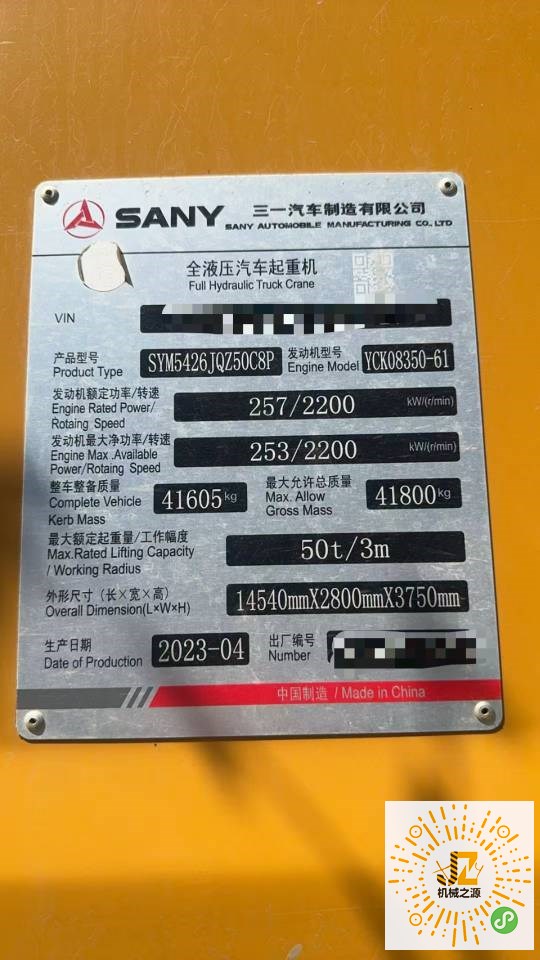 SANY 三一汽车制造有限公司
SANY AUTOMOBILE MANUFACTURING CO., LTD
全液压汽车起重机
Full Hydraulic Truck Crane
VIN
产品型号 SYM5426JQZ50C8P 发动机型号 YCK08350-61
Product Type Engine Model
发动机额定功率/转速
Engine Rated Power/ 257/2200 kW/(r/min)
Rotaing Speed
发动机最大净功率/转速
Engine Max .Available 253/2200 kW/(r/min)
Power/Rotaing Speed
整车整备质量 最大允许总质量
Complete Vehicle 41605 kg Max. Allow 41800 kg
Kerb Mass Gross Mass
最大额定起重量/工作幅度
Max.Rated Lifting Capacity 50t/3m
/ Working Radius
外形尺寸（长×宽×高） 14540mmX2800mmX3750mm
Overall Dimension(L×W×H)
生产日期 2023-04 出厂编号
Date of Production Number
中国制造 / Made in China
机械之源